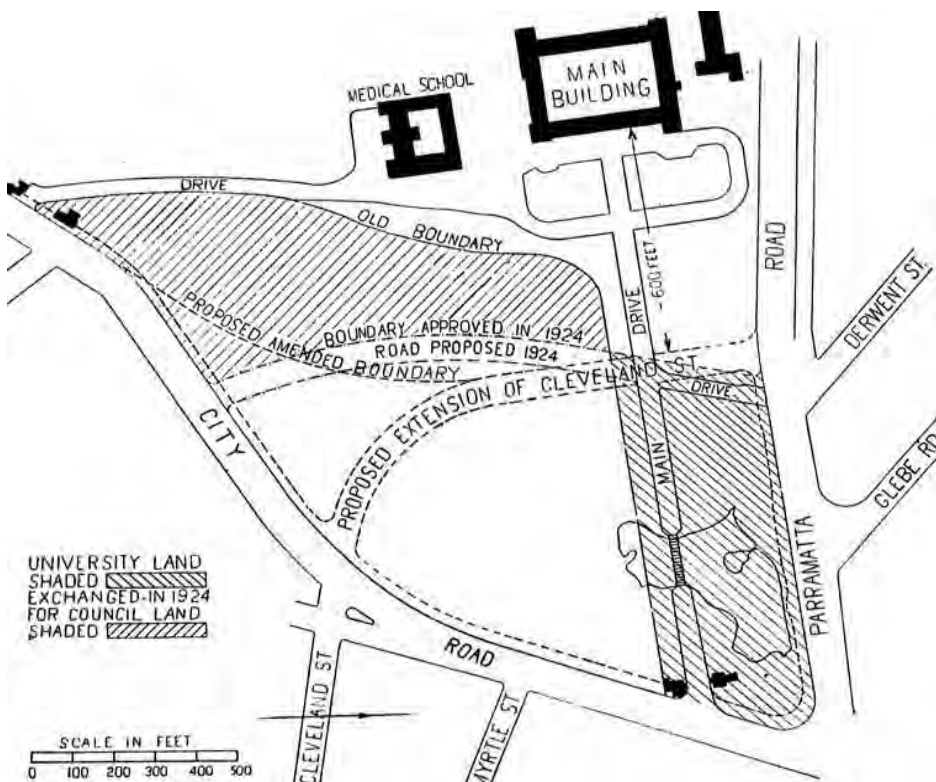 MEDICAL SCHOOL
MAIN
BUILDING
DRIVE
OLD BOUNDARY
ROAD
DERWENT ST.
600 FEET
DRIVE
BOUNDARY APPROVED IN 1924
ROAD PROPOSED 1924
PROPOSED AMENDED BOUNDARY
PROPOSED EXTENSION OF CLEVELAND ST
DRIVE
MAIN
CITY
GLEBE RD
PARRAMATTA
UNIVERSITY LAND
SHADED
EXCHANGED-IN 1924
FOR COUNCIL LAND
SHADED
ROAD
CLEVELAND ST
MYRTLE ST
SCALE IN FEET
0 100 200 300 400 500